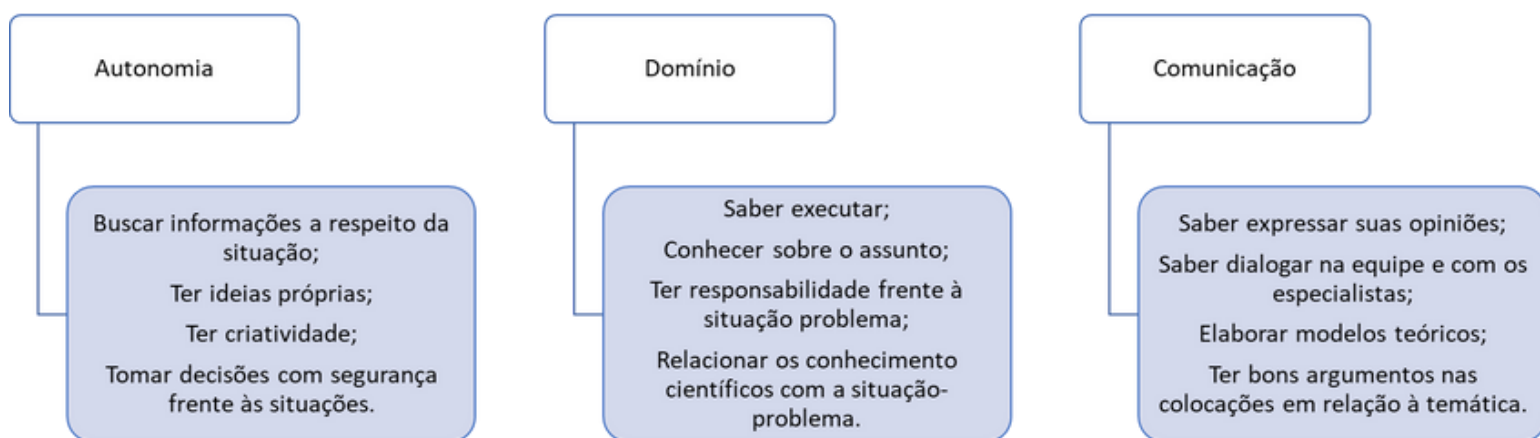 Autonomia
Buscar informações a respeito da
situação;
Ter ideias próprias;
Ter criatividade;
Tomar decisões com segurança
frente às situações.
Domínio
Saber executar;
Conhecer sobre o assunto;
Ter responsabilidade frente à
situação problema;
Relacionar os conhecimento
científicos com a situação-
problema.
Comunicação
Saber expressar suas opiniões;
Saber dialogar na equipe e com os
especialistas;
Elaborar modelos teóricos;
Ter bons argumentos nas
colocações em relação à temática.